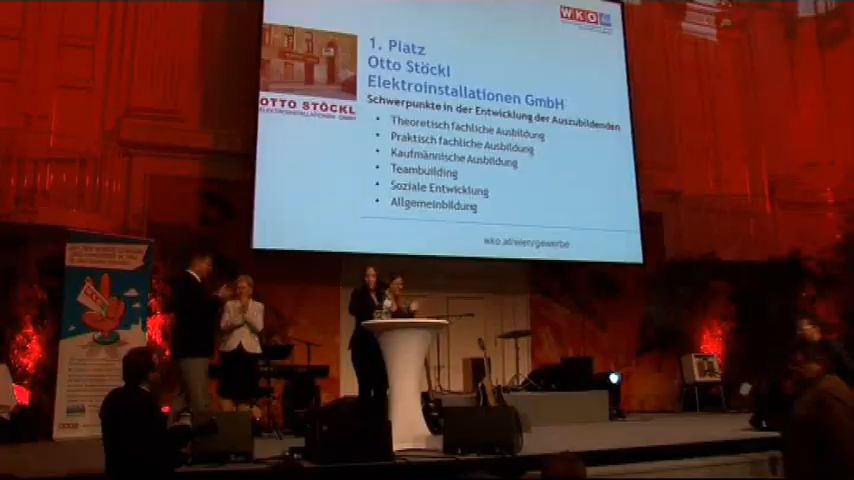 WKO
1. Platz
Otto Stöckl
Elektroinstallationen GmbH
OTTO STÖCKL
ELEKTROINSTALLATIONEN GMBH
Schwerpunkte in der Entwicklung der Auszubildenden
• Theoretisch fachliche Ausbildung
• Praktisch fachliche Ausbildung
• Kaufmännische Ausbildung
• Teambuilding
• Soziale Entwicklung
• Allgemeinbildung
wko.at/wien/gewerbe